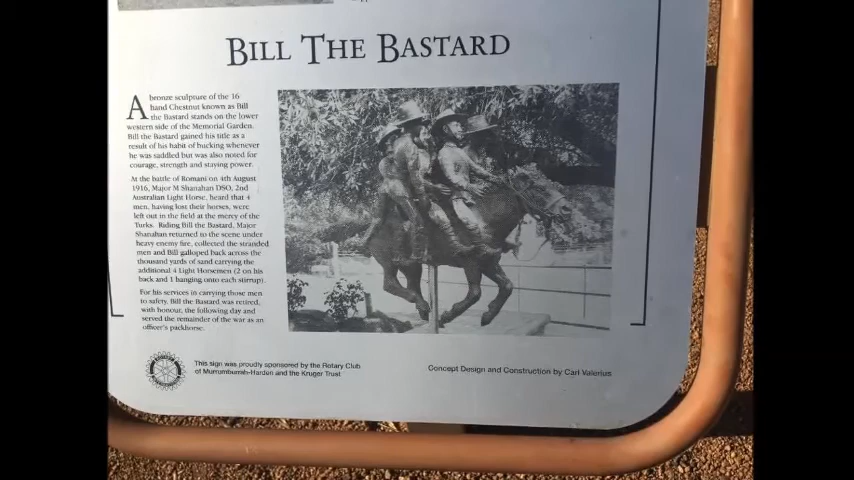 BILL THE BASTARD
A bronze sculpture of the 16
hand Chestnut known as Bill
the Bastard stands on the lower
western side of the Memorial Garden.
Bill the Bastard gained his title as a
result of his habit of bucking whenever
he was saddled but was also noted for
courage, strength and staying power.
At the battle of Romani on 4th August
1916, Major M Shanahan DSO, 2nd
Australian Light Horse, heard that 4
men, having lost their horses, were
left out in the field at the mercy of the
Turks. Riding Bill the Bastard, Major
Shanahan returned to the scene under
heavy enemy fire, collected the stranded
men and Bill galloped back across the
thousand yards of sand carrying the
additional 4 Light Horsemen (2 on his
back and 1 hanging onto each stirrup).
For his services in carrying those men
to safety, Bill the Bastard was retired,
with honour, the following day and
served the remainder of the war as an
officer's packhorse.
This sign was proudly sponsored by the Rotary Club
of Murrumburrah-Harden and the Kruger Trust
Concept Design and Construction by Carl Valerius